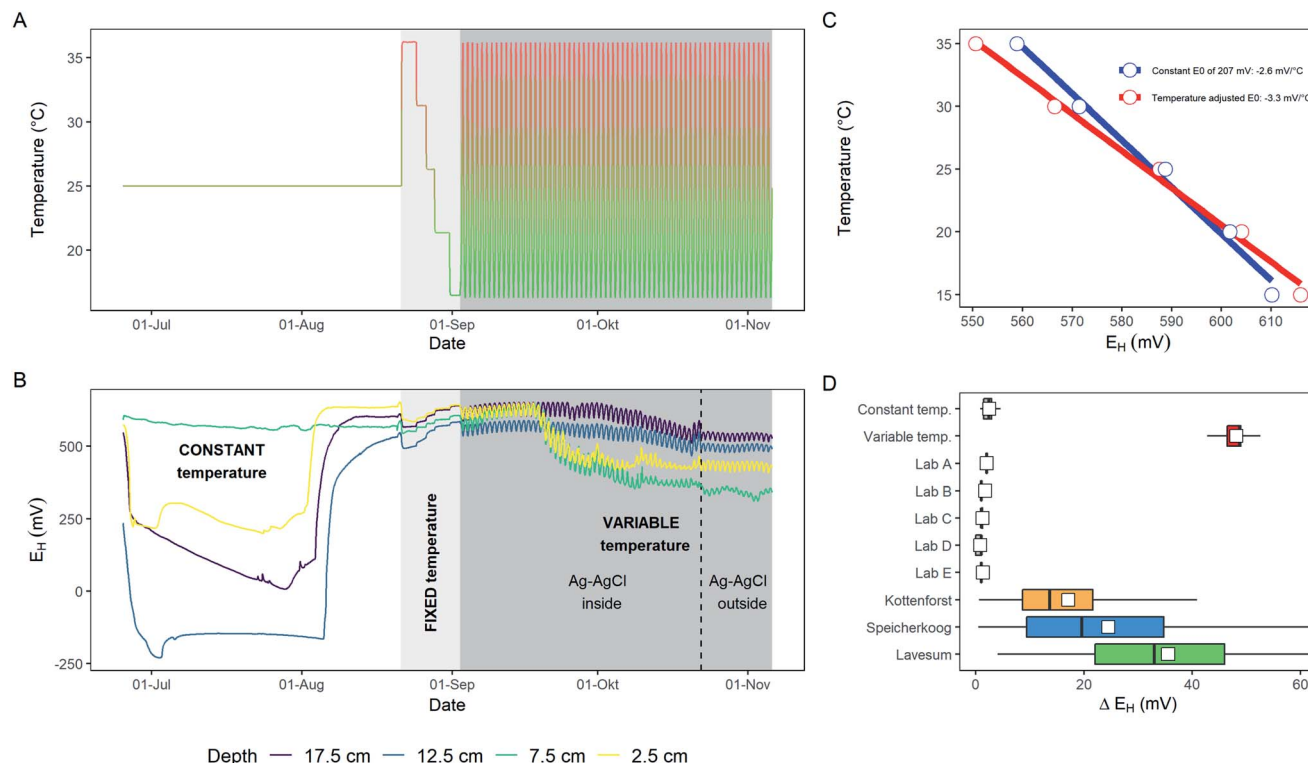 A
Temperature (°C)
35
30
25
20
01-Jul
01-Aug
01-Sep
01-Okt
01-Nov
Date
B
E_H (mV)
500
250
0
-250
CONSTANT
temperature
FIXED temperature
VARIABLE
temperature
Ag-AgCl
inside
Ag-AgCl
outside
01-Jul
01-Aug
01-Sep
01-Okt
01-Nov
Date
Depth
17.5 cm
12.5 cm
7.5 cm
2.5 cm
C
Temperature (°C)
35
30
25
20
15
Constant E0 of 207 mV: -2.6 mV/°C
Temperature adjusted E0: -3.3 mV/°C
550
560
570
580
590
600
610
E_H (mV)
D
Constant temp.
Variable temp.
Lab A
Lab B
Lab C
Lab D
Lab E
Kottenforst
Speicherkoog
Lavesum
0
20
40
60
Δ E_H (mV)